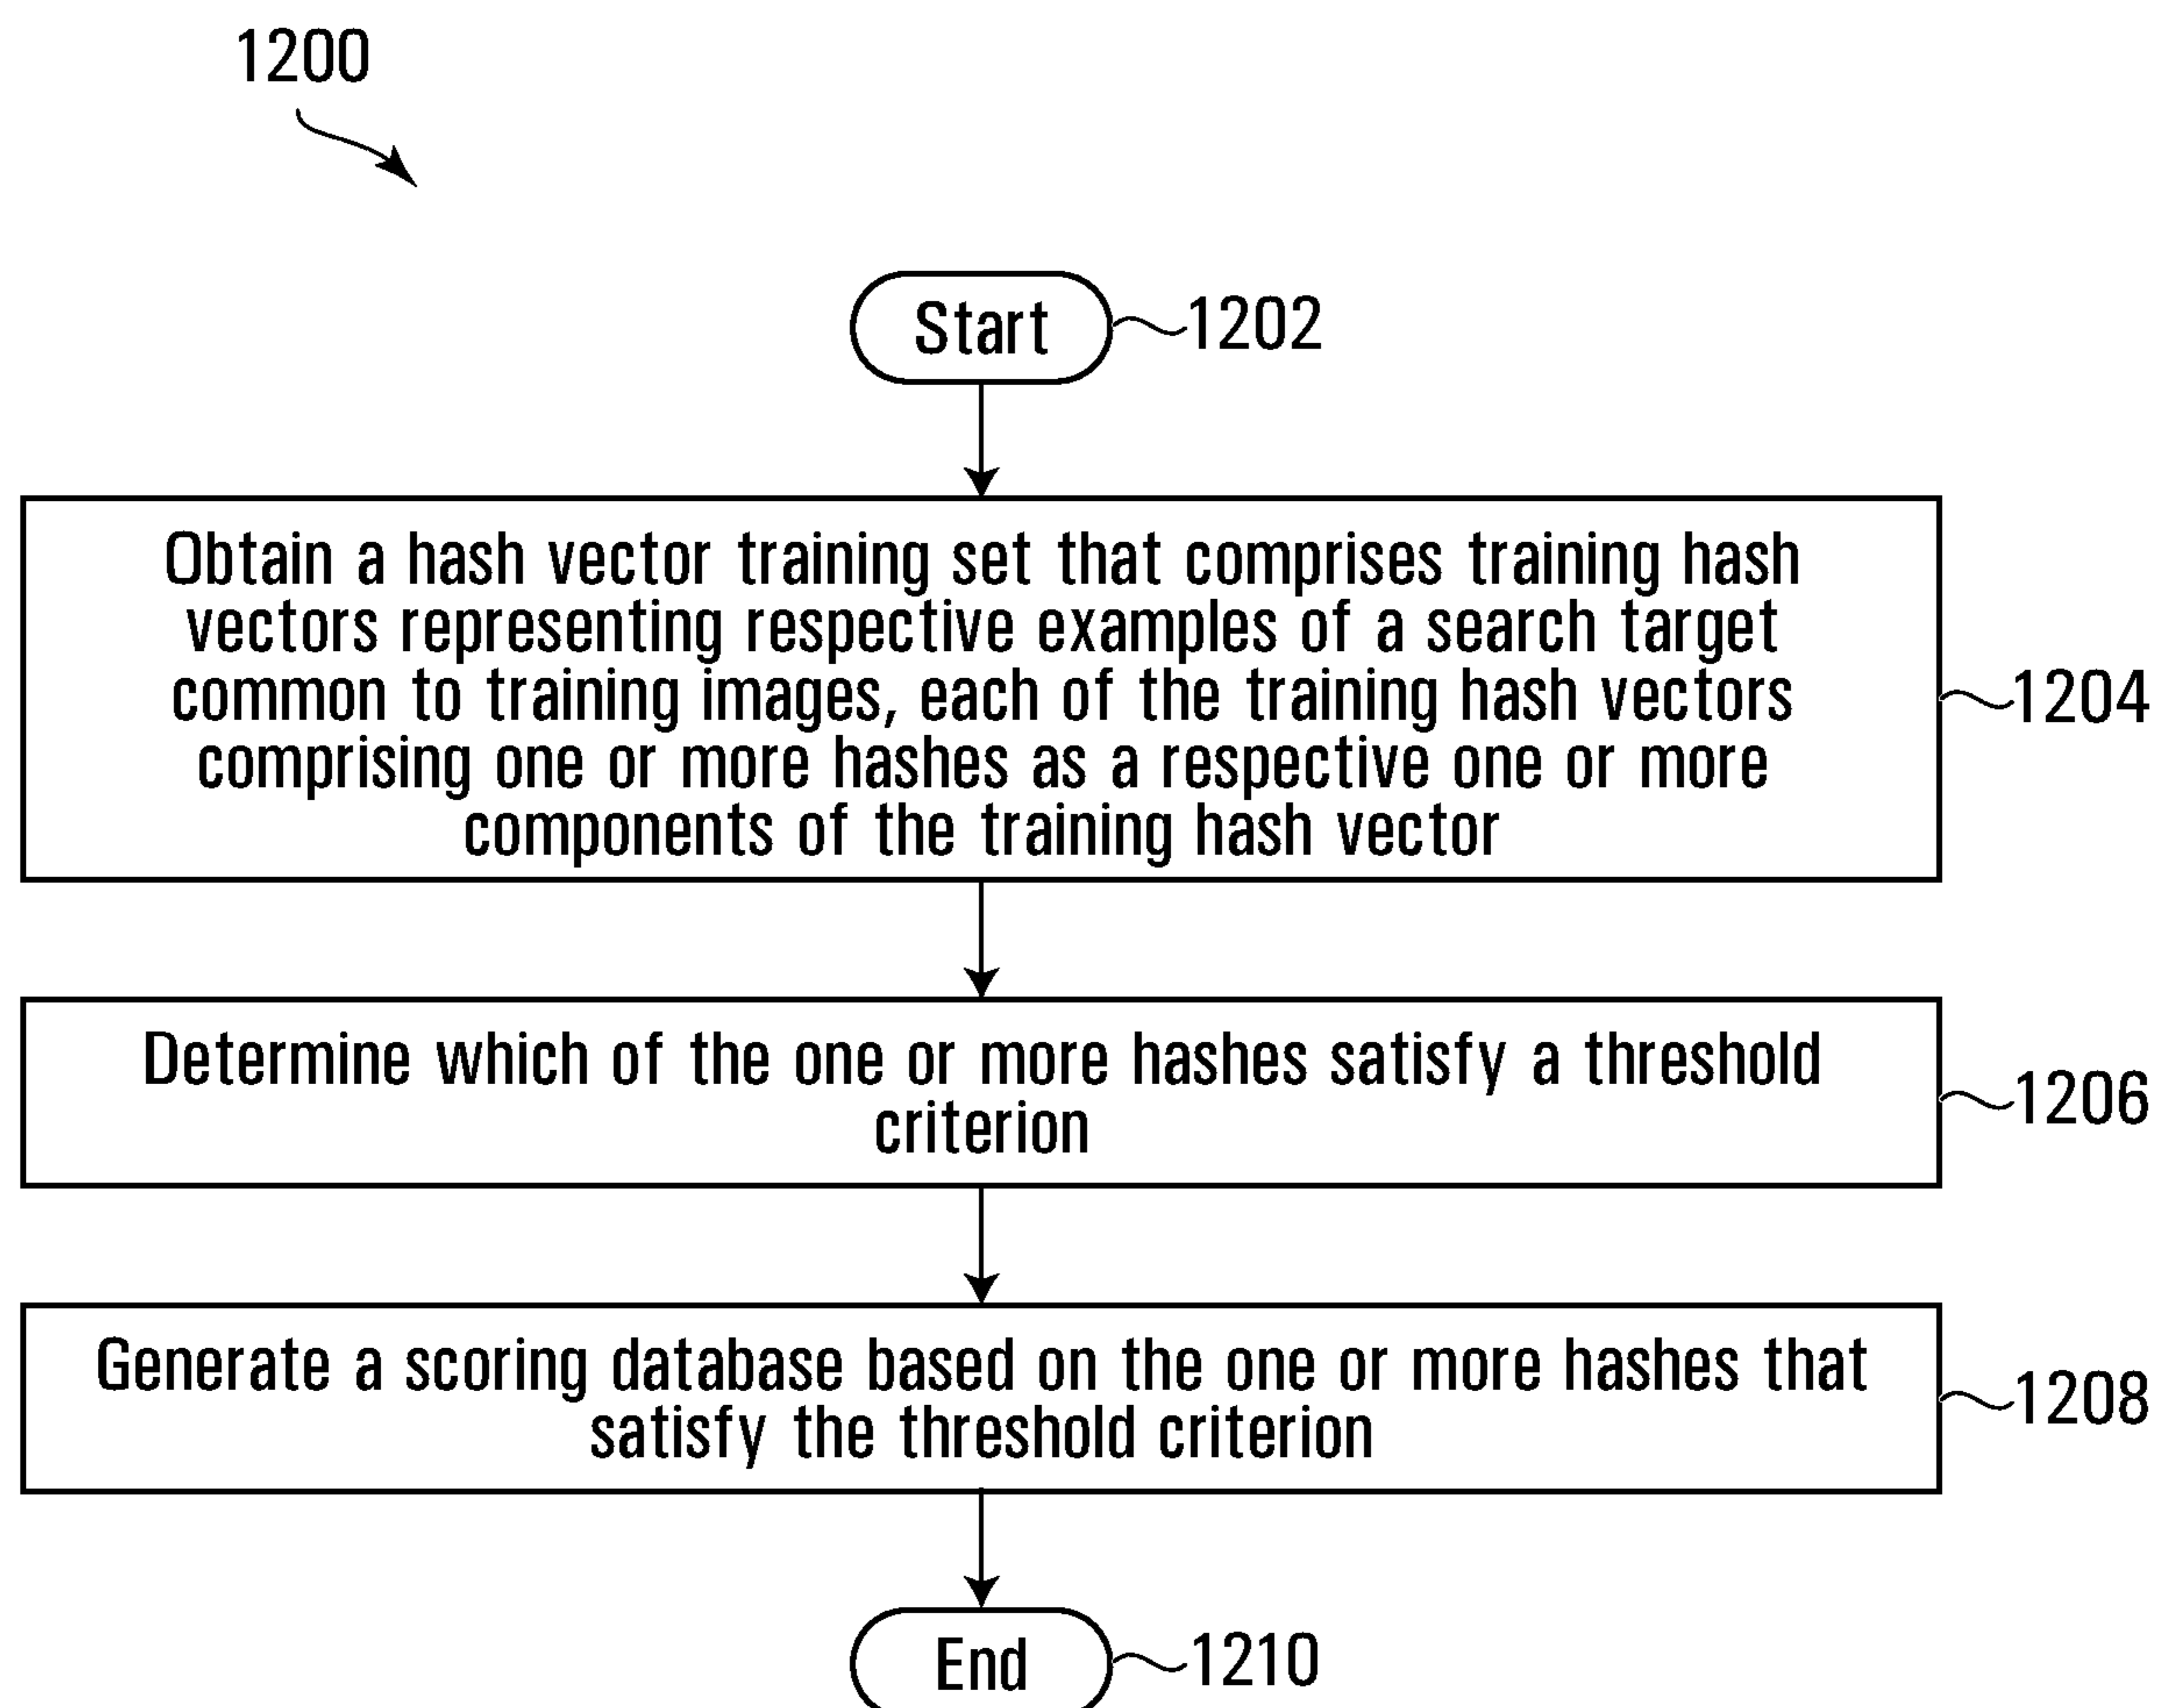 1200
Start
1202
Obtain a hash vector training set that comprises training hash
vectors representing respective examples of a search target
common to training images, each of the training hash vectors
comprising one or more hashes as a respective one or more
components of the training hash vector
1204
Determine which of the one or more hashes satisfy a threshold
criterion
1206
Generate a scoring database based on the one or more hashes that
satisfy the threshold criterion
1208
End
1210